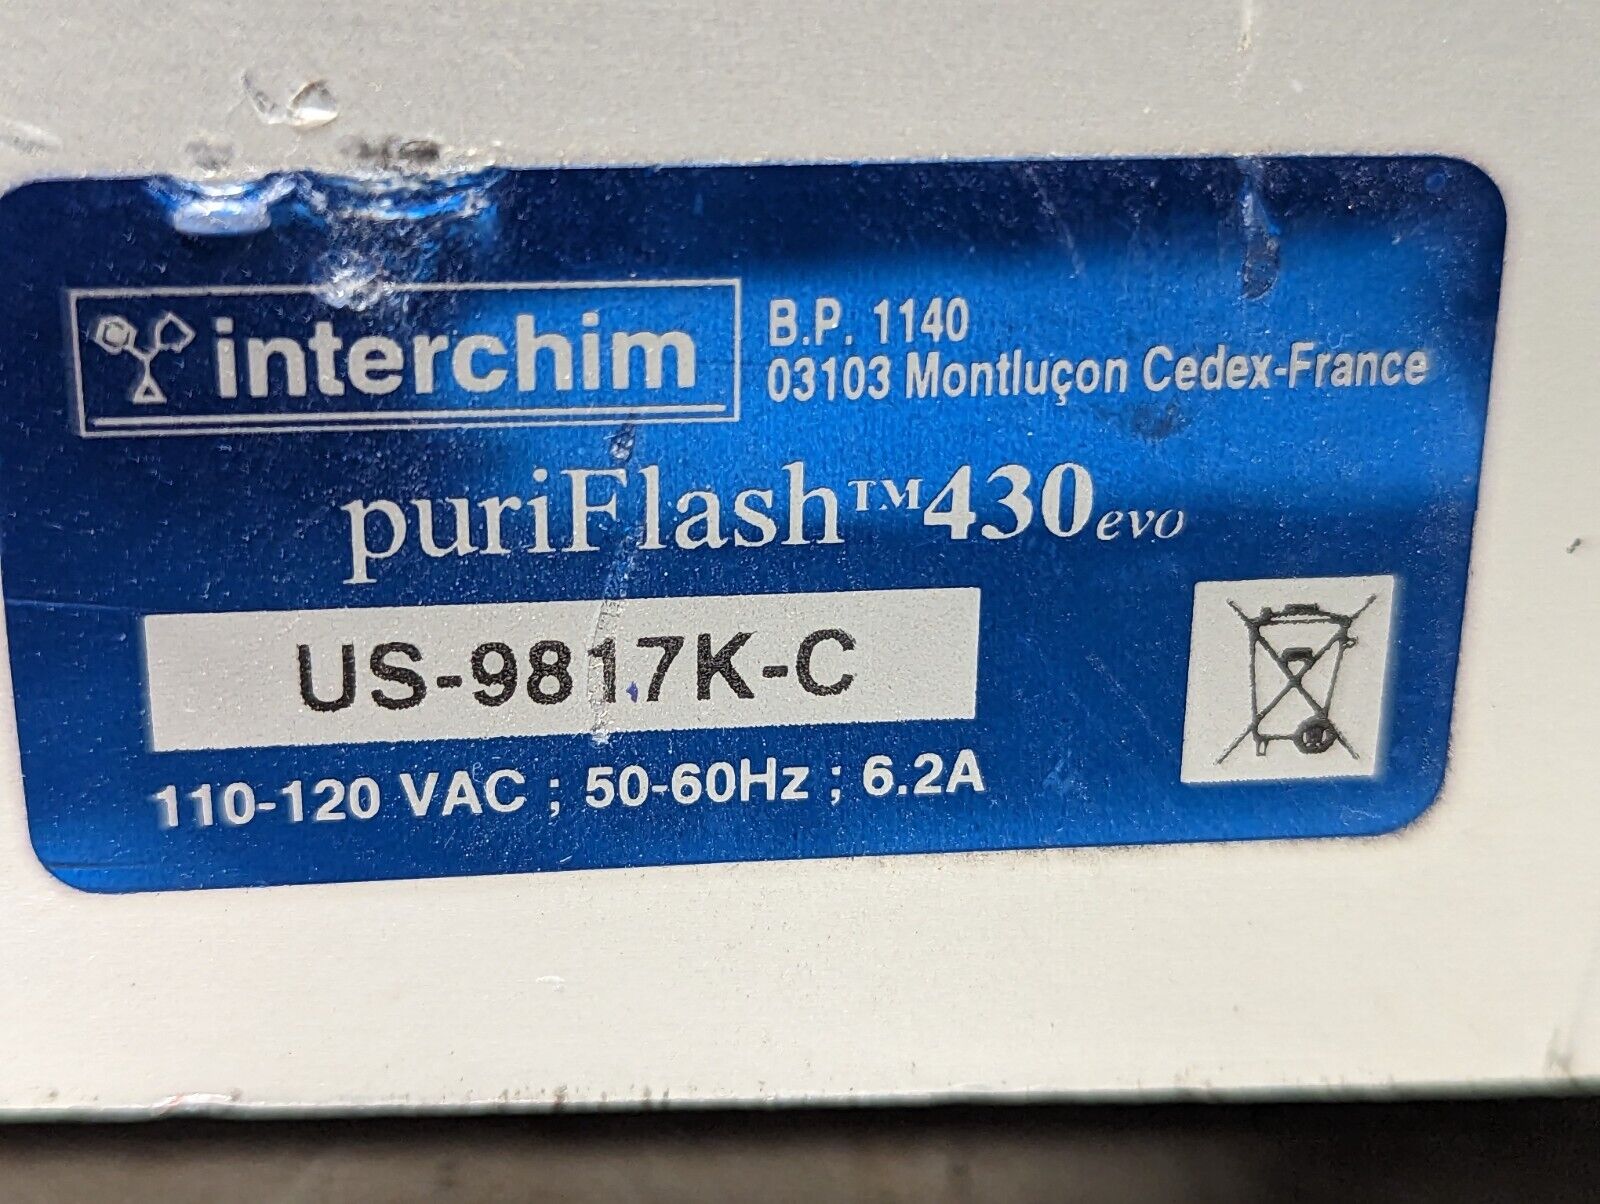 interchim
B.P. 1140
03103 Montluçon Cedex-France
puriFlash™430evo
US-9817K-C
110-120 VAC ; 50-60Hz ; 6.2A